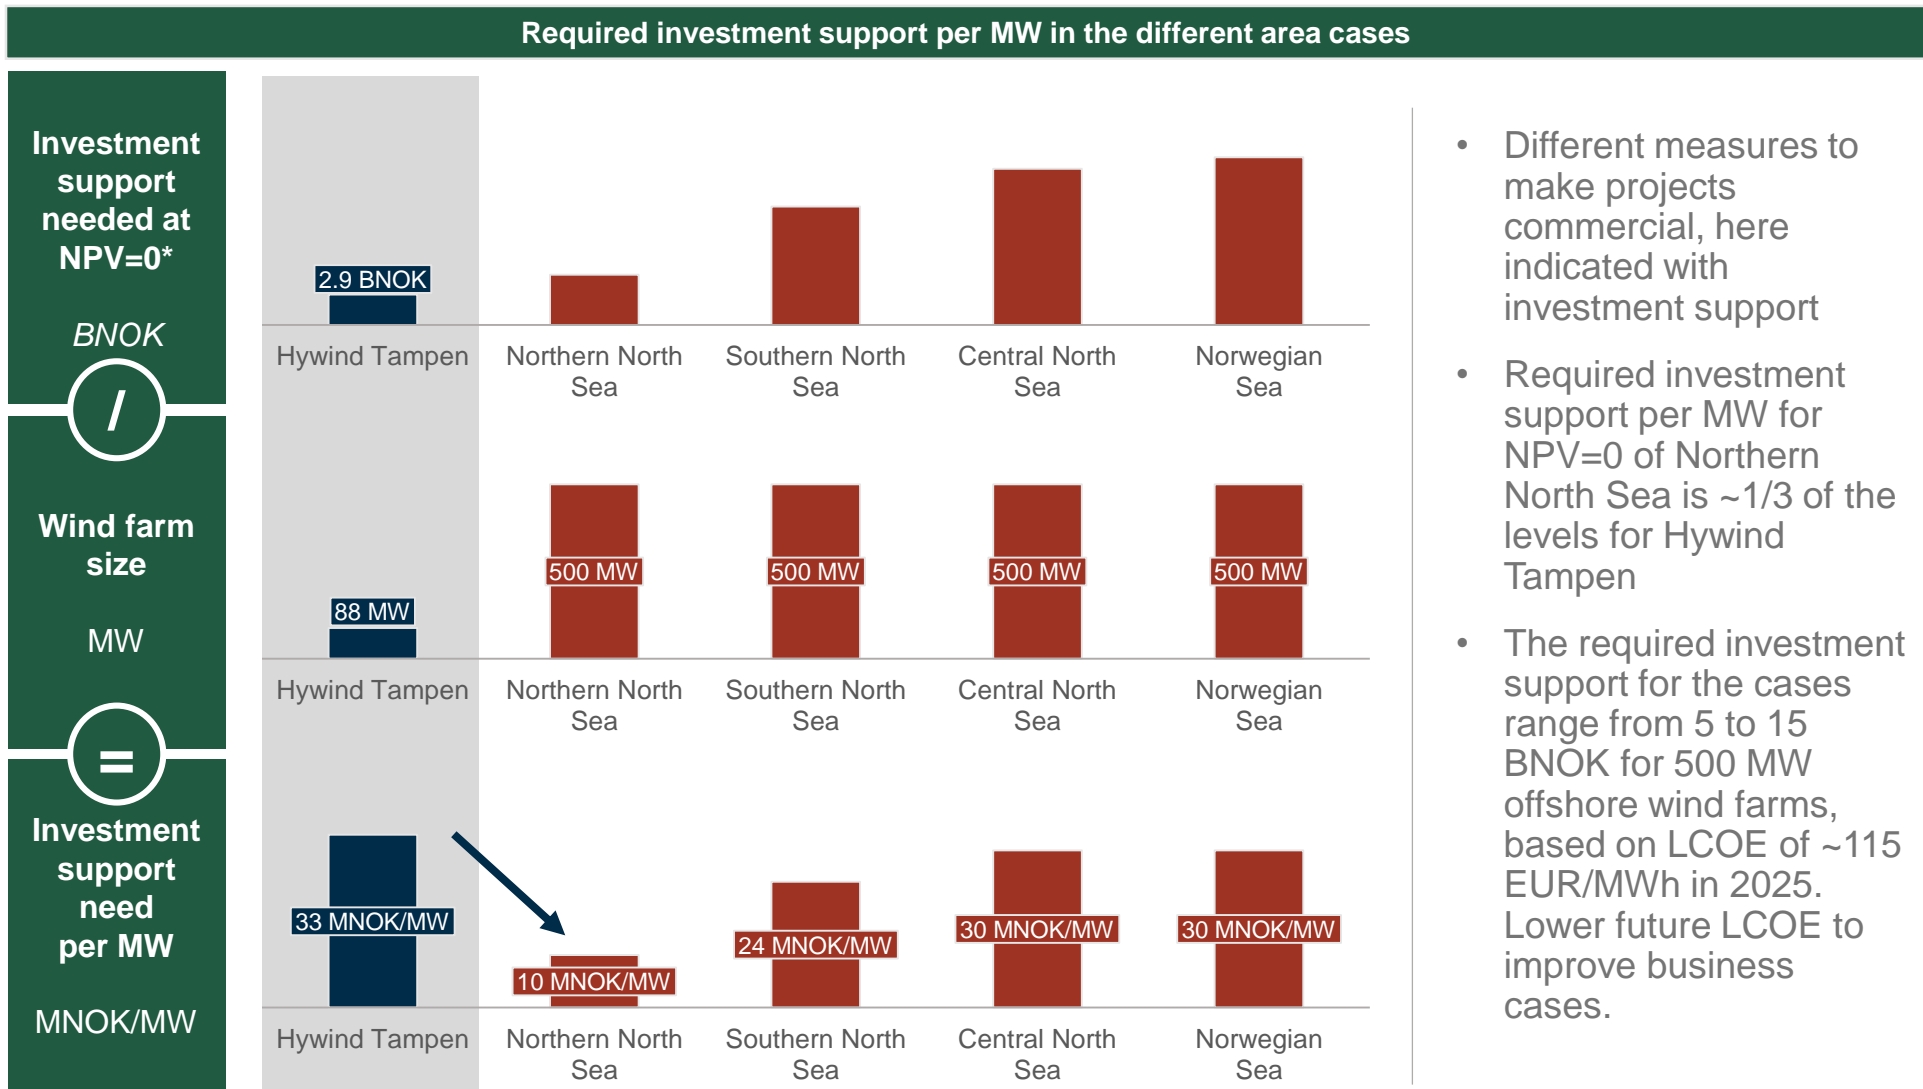 Required investment support per MW in the different area cases
Investment
support
needed at
NPV=0*
BNOK
/
Wind farm
size
MW
=
Investment
support
need
per MW
MNOK/MW
2.9 BNOK
Hywind Tampen
Northern North
Sea
Southern North
Sea
Central North
Sea
Norwegian
Sea
88 MW
500 MW
500 MW
500 MW
500 MW
Hywind Tampen
Northern North
Sea
Southern North
Sea
Central North
Sea
Norwegian
Sea
33 MNOK/MW
10 MNOK/MW
24 MNOK/MW
30 MNOK/MW
30 MNOK/MW
Hywind Tampen
Northern North
Sea
Southern North
Sea
Central North
Sea
Norwegian
Sea
• Different measures to
make projects
commercial, here
indicated with
investment support
• Required investment
support per MW for
NPV=0 of Northern
North Sea is ~1/3 of the
levels for Hywind
Tampen
• The required investment
support for the cases
range from 5 to 15
BNOK for 500 MW
offshore wind farms,
based on LCOE of ~115
EUR/MWh in 2025.
Lower future LCOE to
improve business
cases.